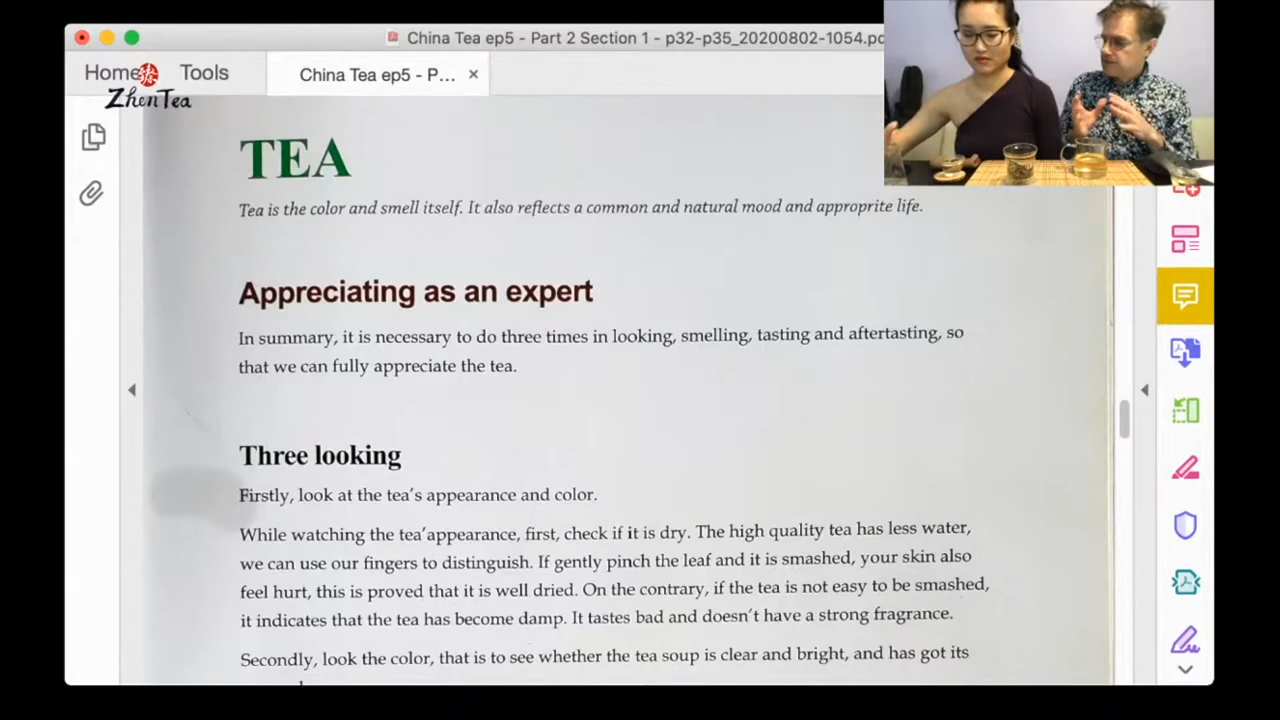 China Tea ep5 - Part 2 Section 1 - p32-p35_20200802-1054.pd
Home Tools China Tea ep5 - P... ×
臻
ZhenTea
TEA
Tea is the color and smell itself. It also reflects a common and natural mood and approprite life.
Appreciating as an expert
In summary, it is necessary to do three times in looking, smelling, tasting and aftertasting, so
that we can fully appreciate the tea.
Three looking
Firstly, look at the tea's appearance and color.
While watching the tea'appearance, first, check if it is dry. The high quality tea has less water,
we can use our fingers to distinguish. If gently pinch the leaf and it is smashed, your skin also
feel hurt, this is proved that it is well dried. On the contrary, if the tea is not easy to be smashed,
it indicates that the tea has become damp. It tastes bad and doesn't have a strong fragrance.
Secondly, look the color, that is to see whether the tea soup is clear and bright, and has got its